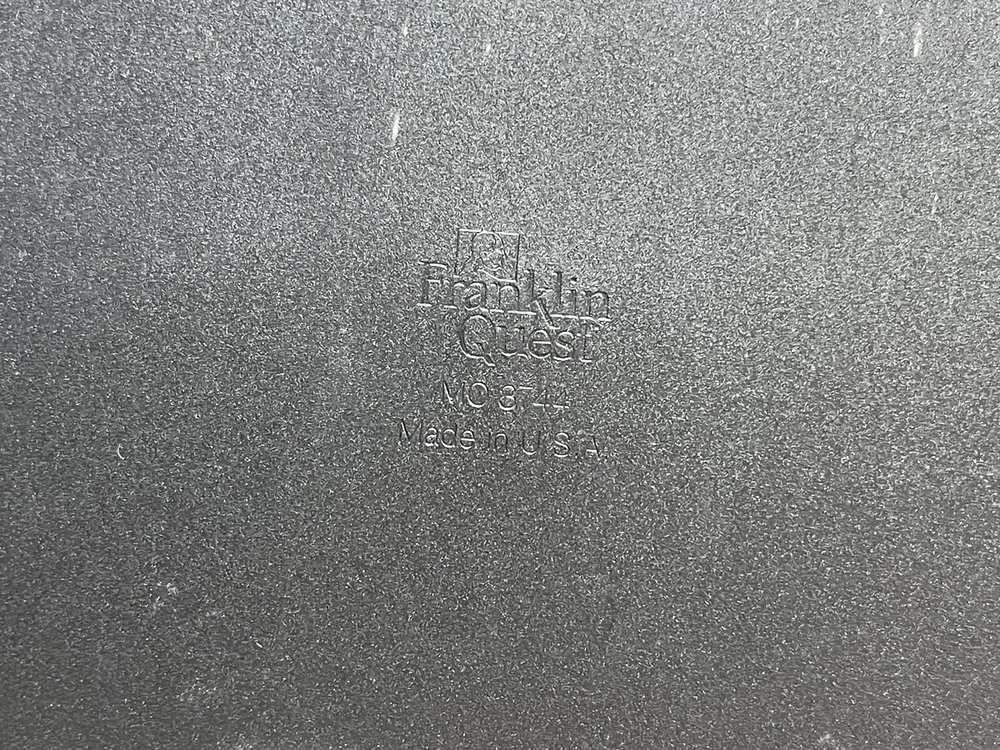 Franklin
Quest
MO 3744
Made in U.S.A.